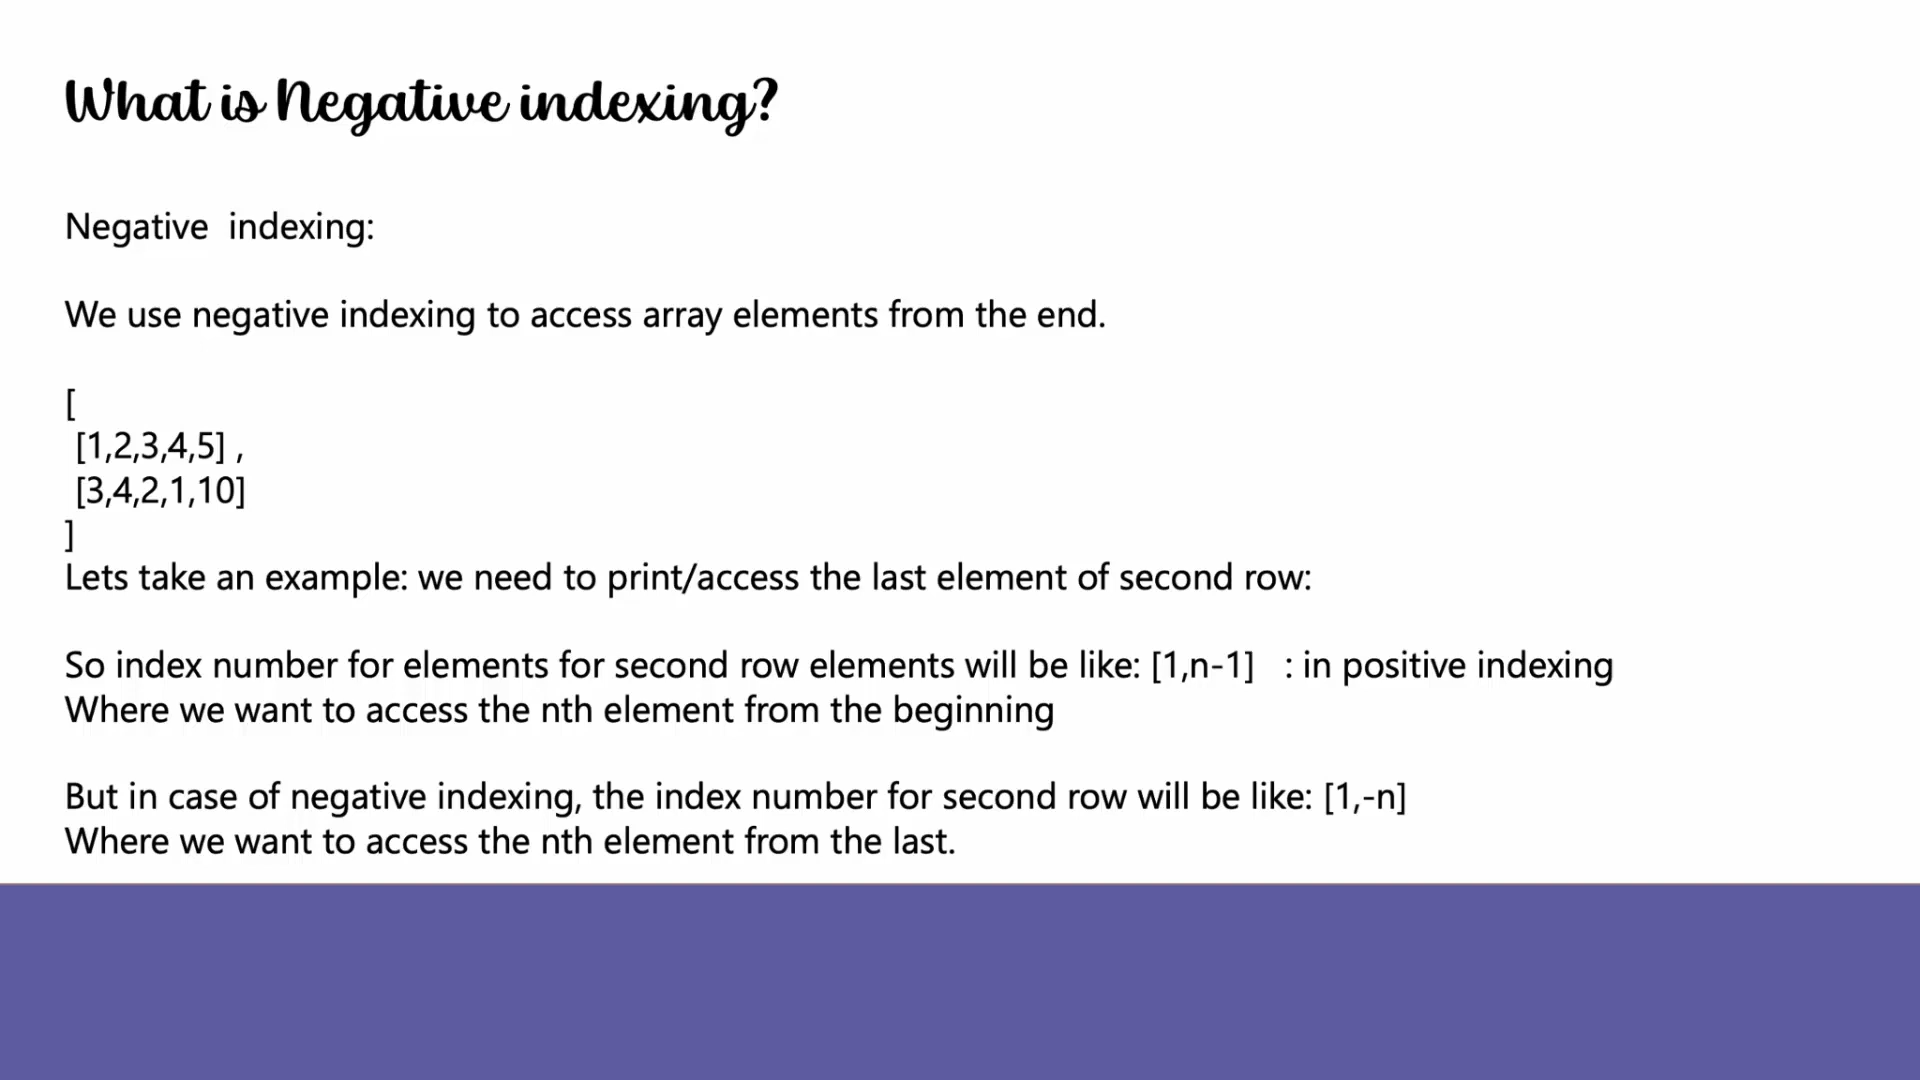 What is Negative indexing?
Negative  indexing:
We use negative indexing to access array elements from the end.
[
[1,2,3,4,5] ,
[3,4,2,1,10]
]
Lets take an example: we need to print/access the last element of second row:
So index number for elements for second row elements will be like: [1,n-1]   : in positive indexing
Where we want to access the nth element from the beginning
But in case of negative indexing, the index number for second row will be like: [1,-n]
Where we want to access the nth element from the last.